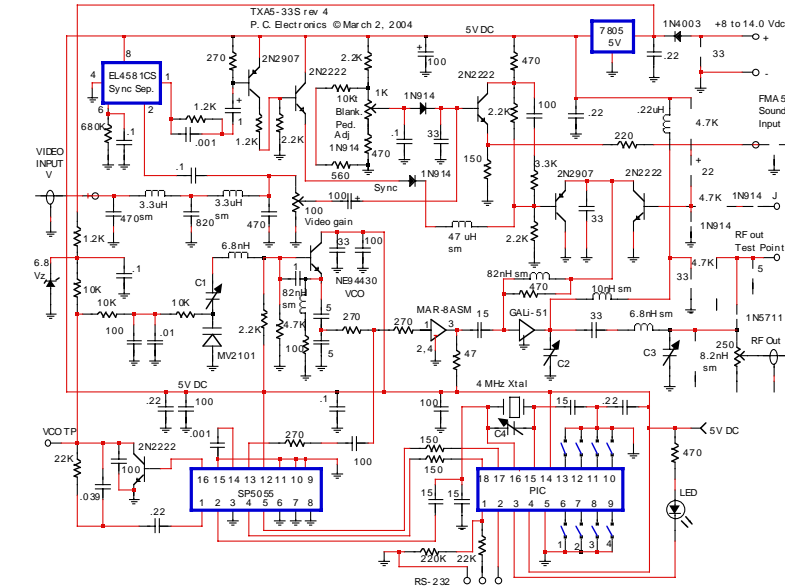 TXA5-33S rev 4
P. C. Electronics © March 2, 2004
5V DC
7805
5V
1N4003
+8 to 14.0 Vdc
+
-
.22
33
8
EL4581CS
Sync Sep.
4
1
6
2
270
2N2907
2N2222
2.2K
+
100
1K
10Kt
Blank.
Ped.
Adj
1N914
1N914
2N2222
470
2.2K
100
.22
.22uH
4.7K
FMA5
Sound
Input
1.2K
.001
+
1
1.2K
2.2K
680K
.1
470
560
.1
33
150
220
+
22
VIDEO
INPUT
V
.1
Sync
1N914
3.3K
2N2907
2N2222
4.7K
1N914
J
3.3uH
sm
3.3uH
sm
470
820
470
100
Video gain
100
+
47 uH
sm
2.2K
33
1N914
RF out
Test Point
1.2K
6.8
Vz
.1
6.8nH
33
100
NE94430
VCO
82nH sm
470
10nH sm
4.7K
33
5
10K
10K
10K
C1
1
82nH
sm
5
5
MAR-8ASM
GALi-51
6.8nH sm
1N5711
100
.01
MV2101
2.2K
4.7K
100
270
270
1
3
2,4
15
47
33
C2
C3
250
8.2nH
sm
RF Out
5V DC
.22
100
.1
100
4 MHz Xtal
C4
15
.22
VCO TP
2N2222
.001
270
100
150
150
5V DC
22K
100
.039
16 15 14 13 12 11 10 9
SP5055
1 2 3 4 5 6 7 8
15
15
18 17 16 15 14 13 12 11 10
PIC
1 2 3 4 5 6 7 8 9
470
LED
.22
220K
22K
1 2 3 4
RS-232